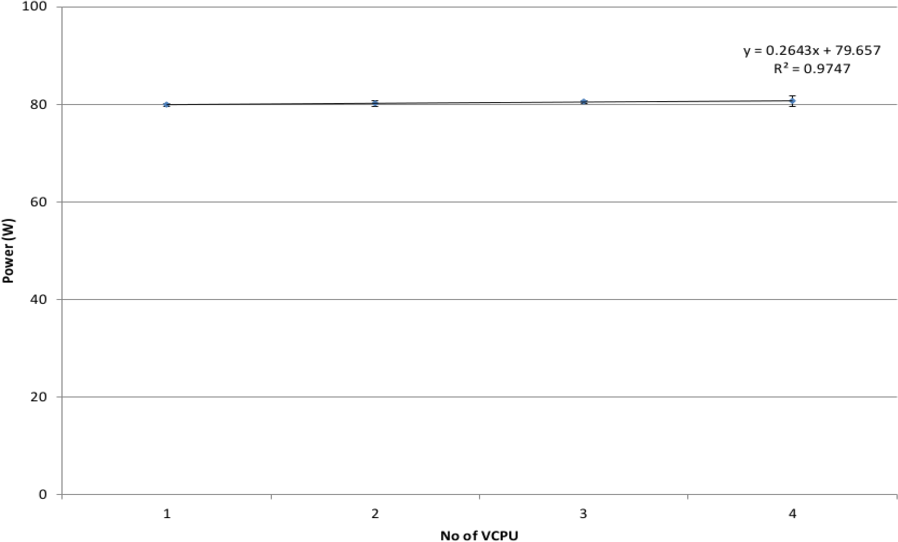 100
y = 0.2643x + 79.657
R² = 0.9747
80
60
Power (W)
40
20
0
1 2 3 4
No of VCPU